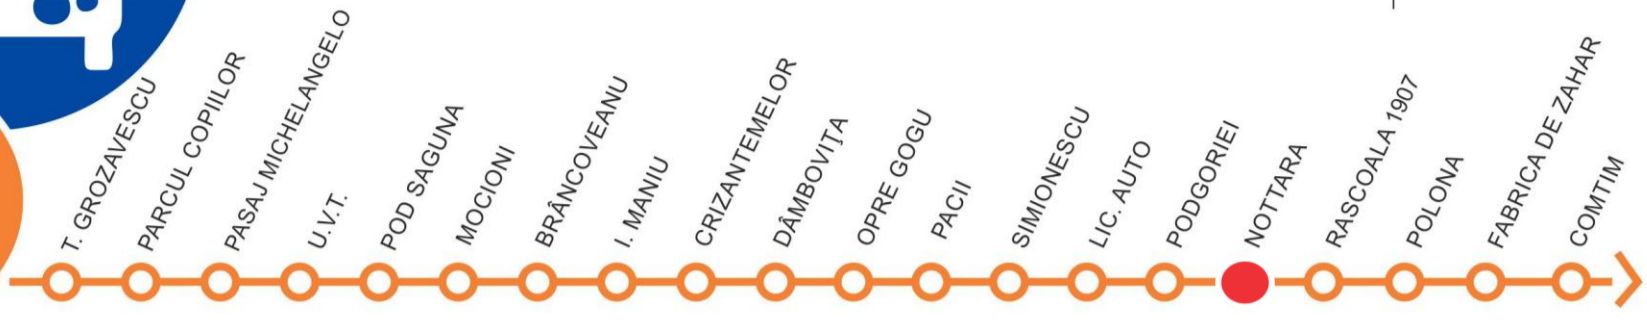 T. GROZAVESCU
PARCUL COPIILOR
PASAJ MICHELANGELO
U.V.T.
POD SAGUNA
MOCIONI
BRÂNCOVEANU
I. MANIU
CRIZANTEMELOR
DÂMBOVIŢA
OPRE GOGU
PACII
SIMIONESCU
LIC. AUTO
PODGORIEI
NOTTARA
RASCOALA 1907
POLONA
FABRICA DE ZAHAR
COMTIM